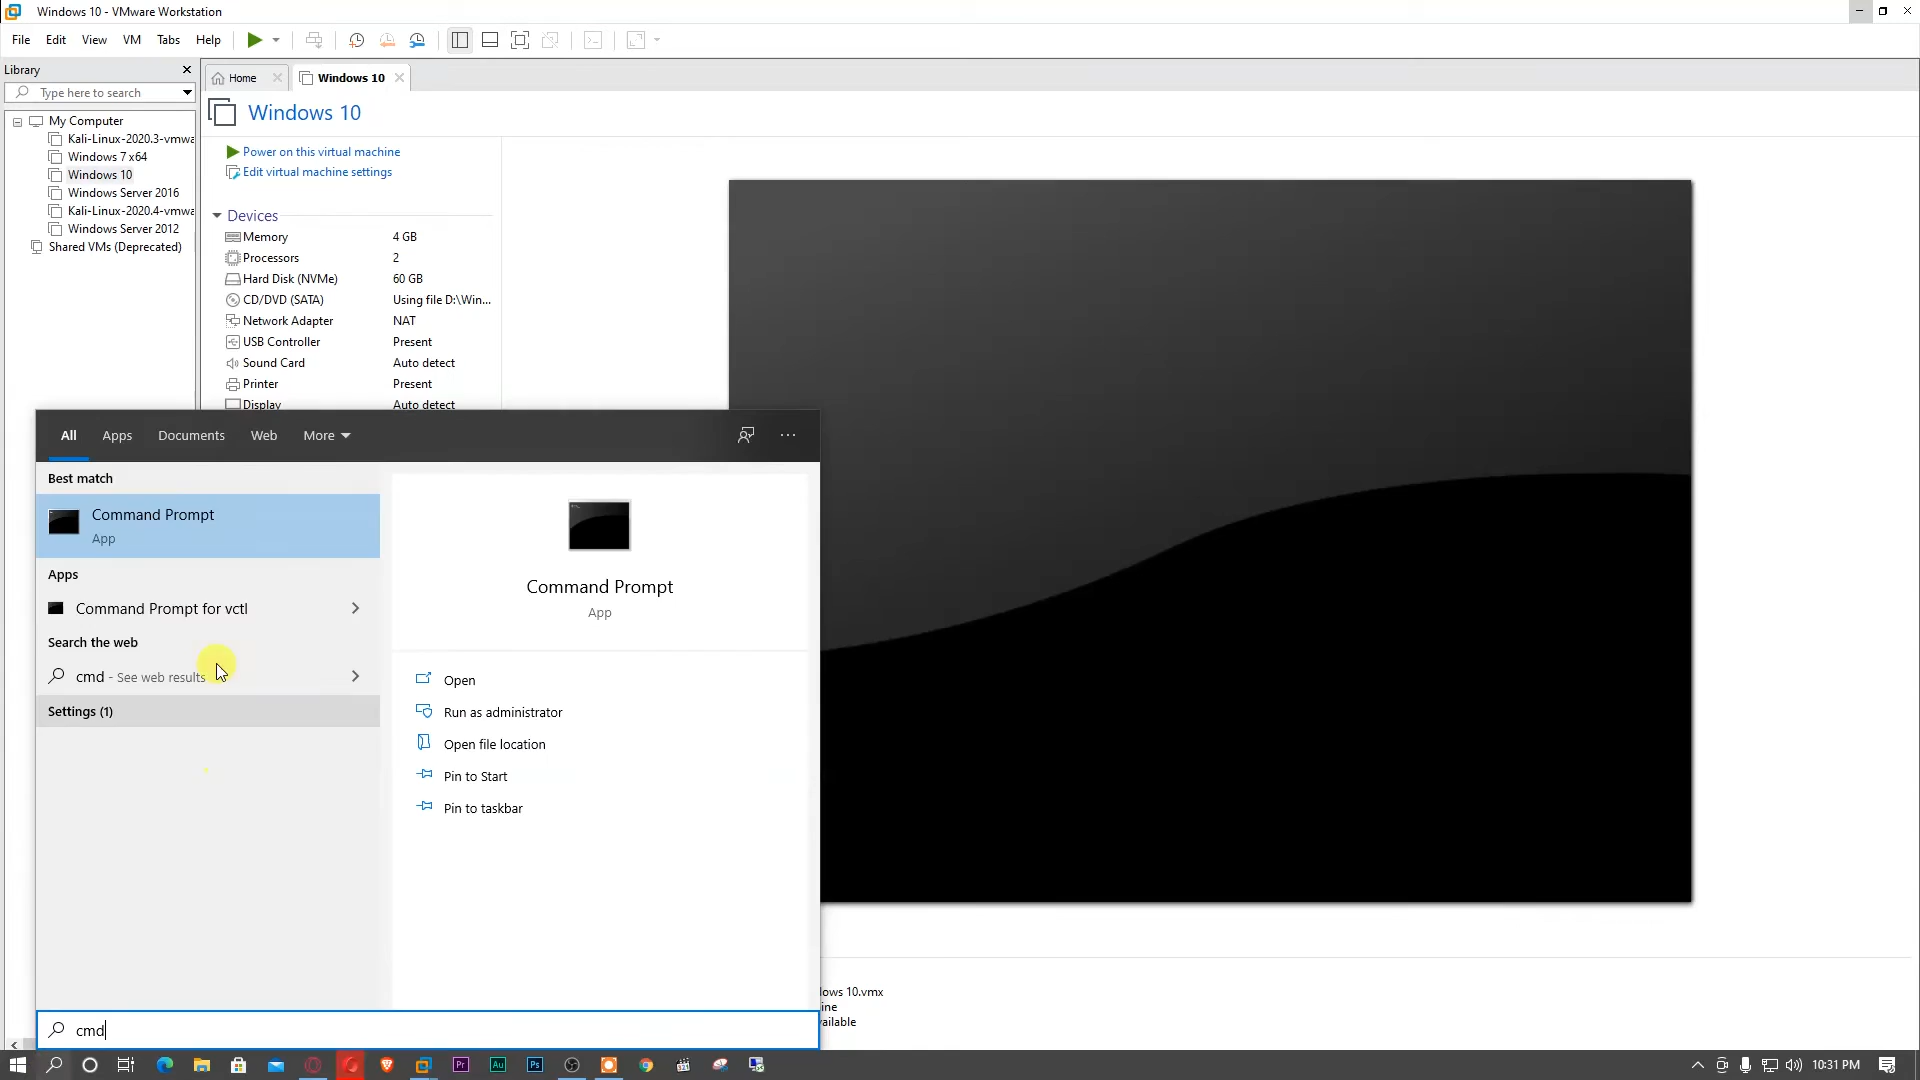 Windows 10 - VMware Workstation
File Edit View VM Tabs Help
Library
Type here to search
My Computer
Kali-Linux-2020.3-vmwa
Windows 7 x64
Windows 10
Windows Server 2016
Kali-Linux-2020.4-vmwa
Windows Server 2012
Shared VMs (Deprecated)
Home
Windows 10
Windows 10
Power on this virtual machine
Edit virtual machine settings
Devices
Memory 4 GB
Processors 2
Hard Disk (NVMe) 60 GB
CD/DVD (SATA) Using file D:\Win...
Network Adapter NAT
USB Controller Present
Sound Card Auto detect
Printer Present
Display Auto detect
All Apps Documents Web More
Best match
Command Prompt
App
Apps
Command Prompt for vctl
Search the web
cmd - See web results
Settings (1)
Command Prompt
App
Open
Run as administrator
Open file location
Pin to Start
Pin to taskbar
lows 10.vmx
ine
vailable
cmd
Pr
Au
Ps
10:31 PM